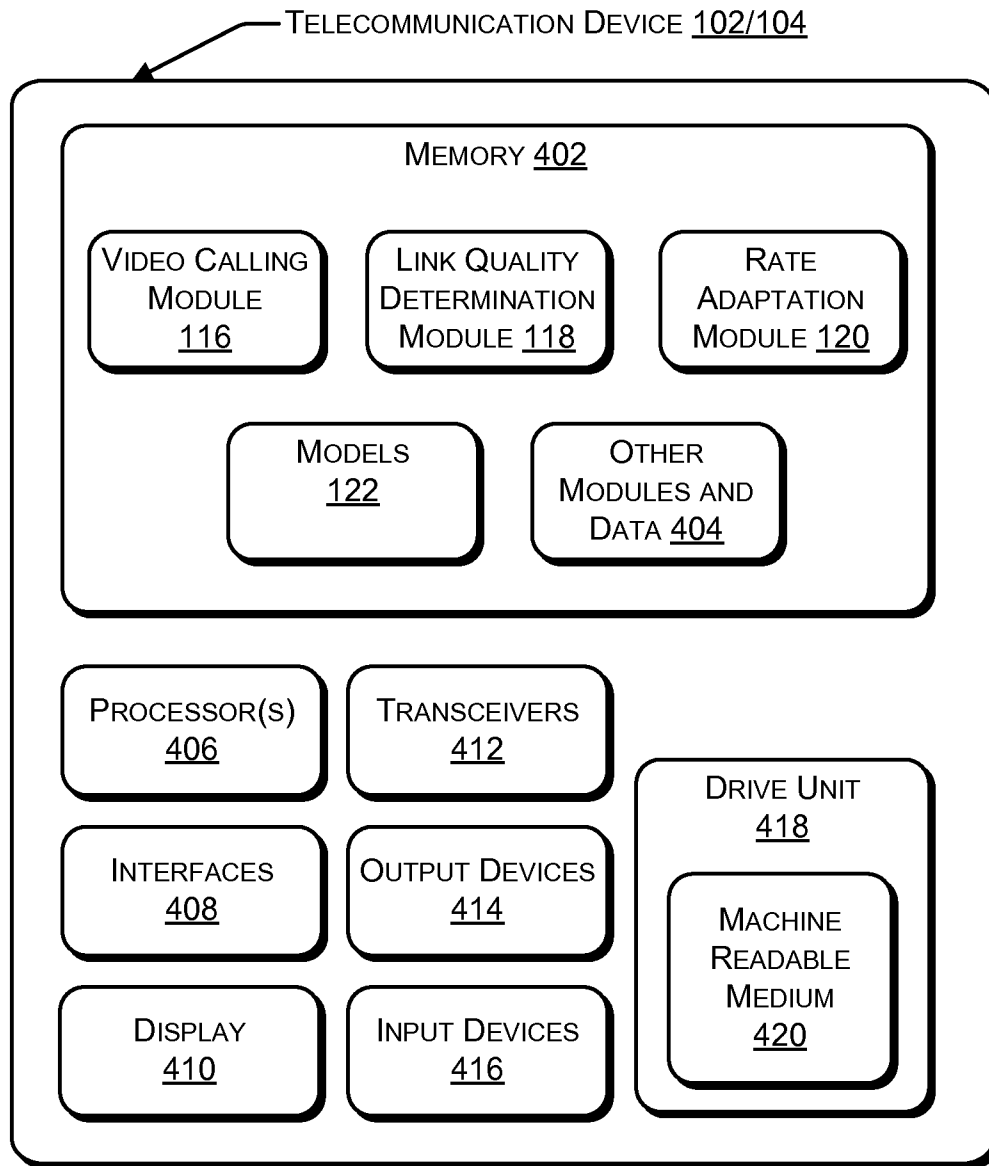 TELECOMMUNICATION DEVICE 102/104
MEMORY 402
VIDEO CALLING
MODULE
116
LINK QUALITY
DETERMINATION
MODULE 118
RATE
ADAPTATION
MODULE 120
MODELS
122
OTHER
MODULES AND
DATA 404
PROCESSOR(S)
406
TRANSCEIVERS
412
INTERFACES
408
OUTPUT DEVICES
414
DISPLAY
410
INPUT DEVICES
416
DRIVE UNIT
418
MACHINE
READABLE
MEDIUM
420